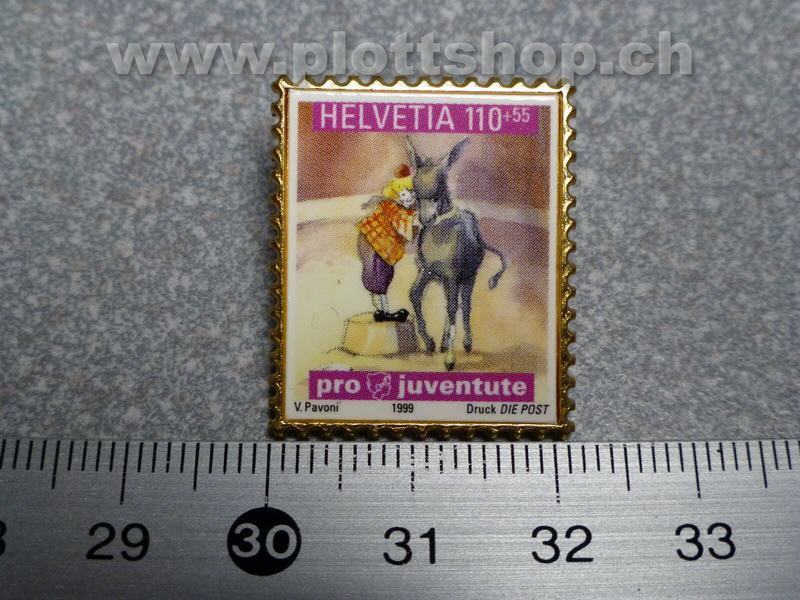 www.plottshop.ch
HELVETIA 110+55
pro juventute
V. Pavoni 1999 Druck DIE POST
29 30 31 32 33